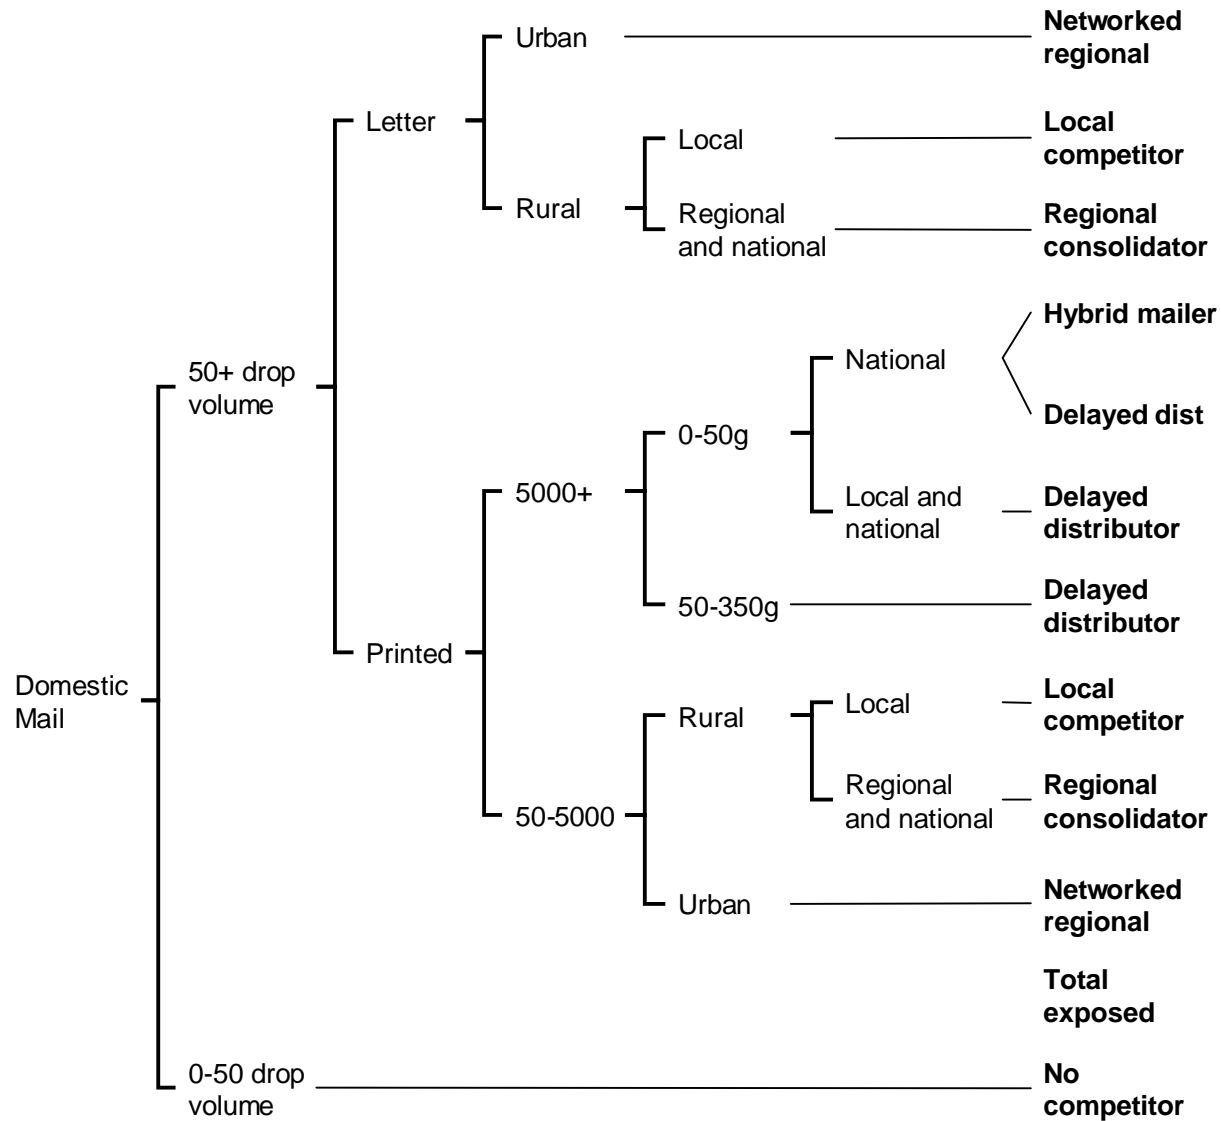 Networked
regional
Urban
Letter
Local
Local
competitor
Rural
Regional
and national
Regional
consolidator
Hybrid mailer
National
50+ drop
volume
Delayed dist
0-50g
5000+
Local and
national
Delayed
distributor
50-350g
Delayed
distributor
Printed
Domestic
Mail
Rural
Local
Local
competitor
50-5000
Regional
and national
Regional
consolidator
Urban
Networked
regional
Total
exposed
0-50 drop
volume
No
competitor